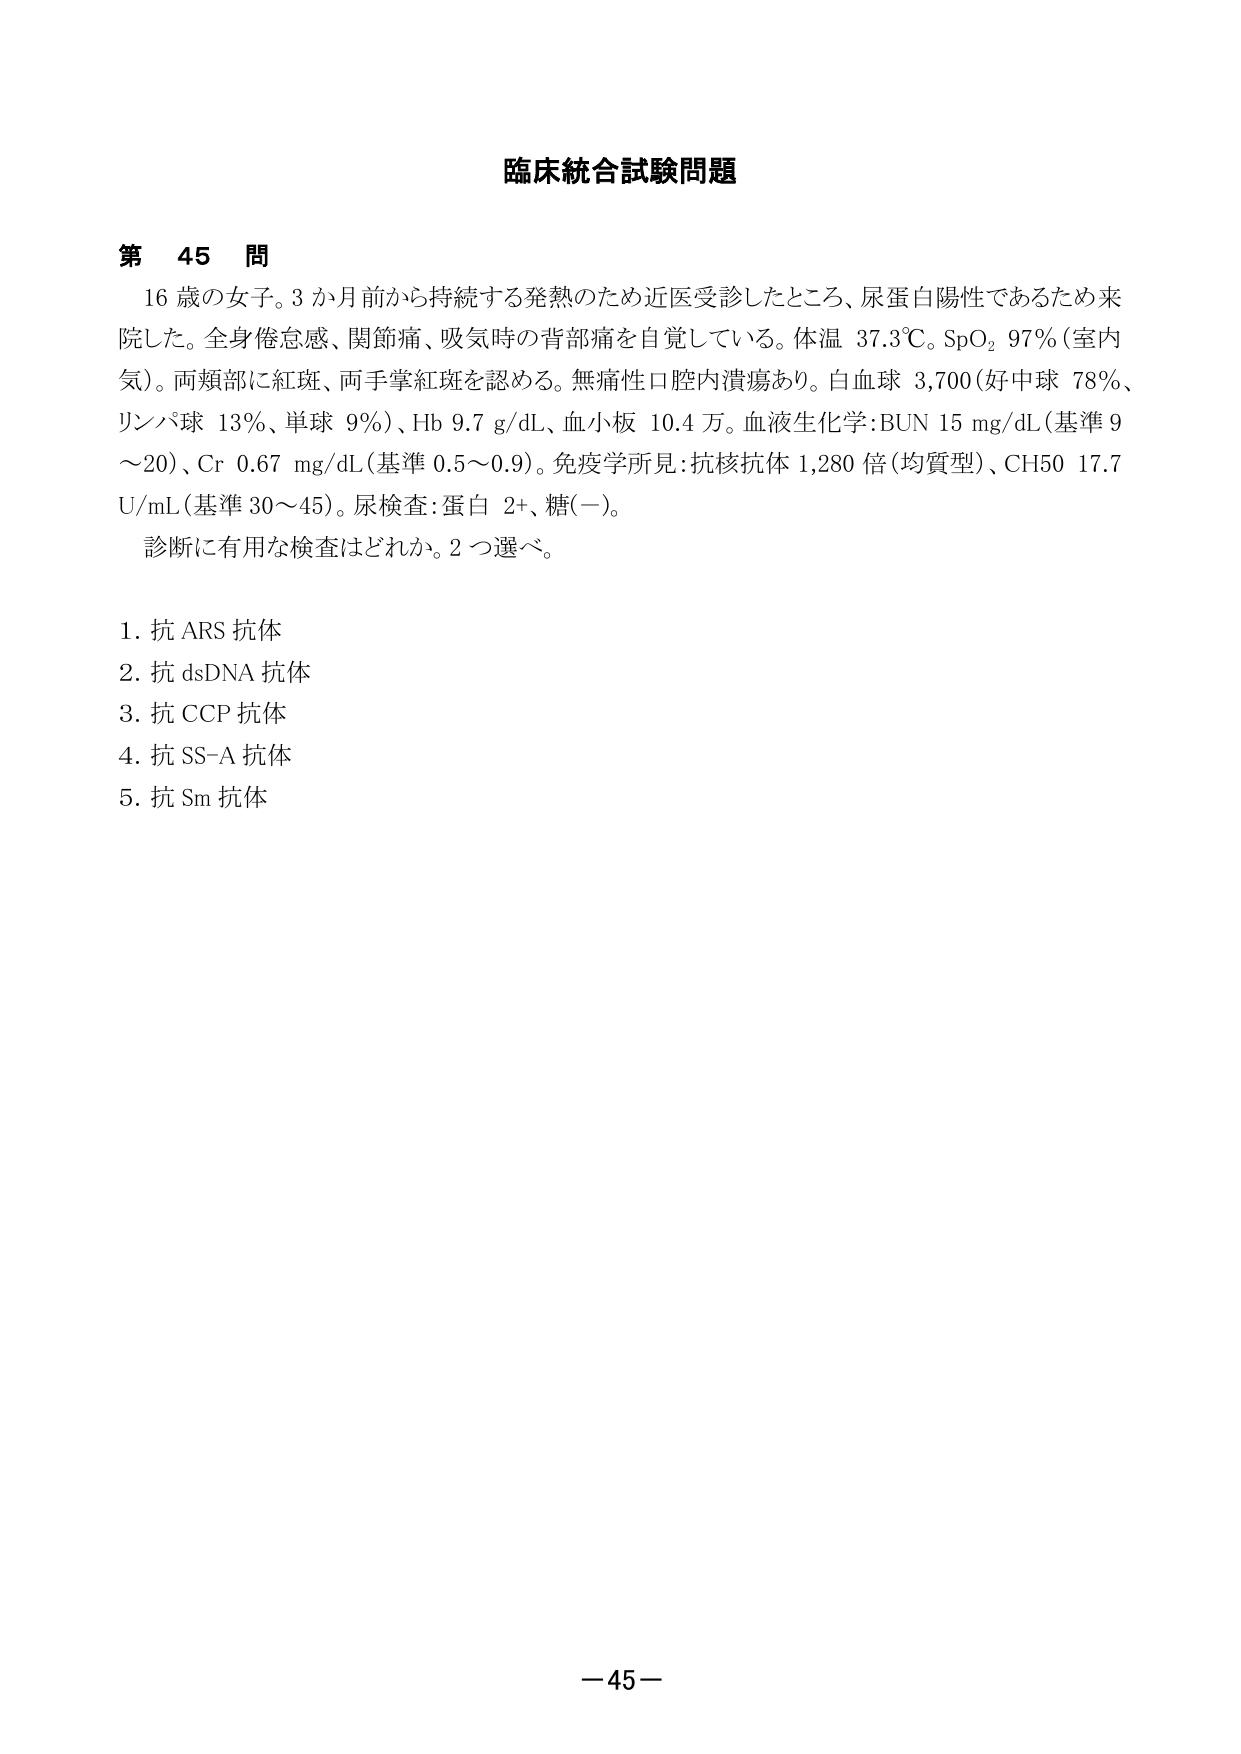 臨床統合試験問題
第 45 問
16 歳の女子。3 か月前から持続する発熱のため近医受診したところ、尿蛋白陽性であるため来
院した。全身倦怠感、関節痛、吸気時の背部痛を自覚している。体温 37.3℃。SpO₂ 97%(室内
気)。両頬部に紅斑、両手掌紅斑を認める。無痛性口腔内潰瘍あり。白血球 3,700(好中球 78%、
リンパ球 13%、単球 9%)、Hb 9.7 g/dL、血小板 10.4 万。血液生化学:BUN 15 mg/dL(基準 9
～20)、Cr 0.67 mg/dL(基準 0.5～0.9)。免疫学所見:抗核抗体 1,280 倍(均質型)、CH50 17.7
U/mL(基準 30～45)。尿検査:蛋白 2+、糖(－)。
診断に有用な検査はどれか。2 つ選べ。
1. 抗 ARS 抗体
2. 抗 dsDNA 抗体
3. 抗 CCP 抗体
4. 抗 SS-A 抗体
5. 抗 Sm 抗体
－45－